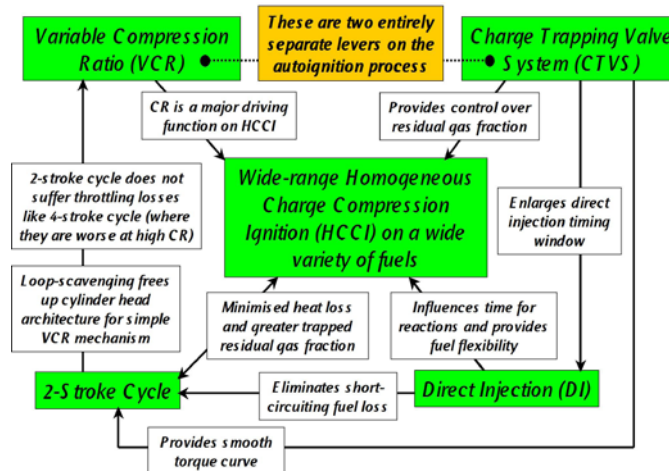 Variable Compression
Ratio (VCR)
These are two entirely
separate levers on the
autoignition process
Charge Trapping Valve
System (CTVS)
CR is a major driving
function on HCCI
Provides control over
residual gas fraction
2-stroke cycle does not
suffer throttling losses
like 4-stroke cycle (where
they are worse at high CR)
Wide-range Homogeneous
Charge Compression
Ignition (HCCI) on a wide
variety of fuels
Enlarges direct
injection timing
window
Loop-scavenging frees
up cylinder head
architecture for simple
VCR mechanism
Minimised heat loss
and greater trapped
residual gas fraction
Influences time for
reactions and provides
fuel flexibility
2-Stroke Cycle
Eliminates short-
circuiting fuel loss
Direct Injection (DI)
Provides smooth
torque curve